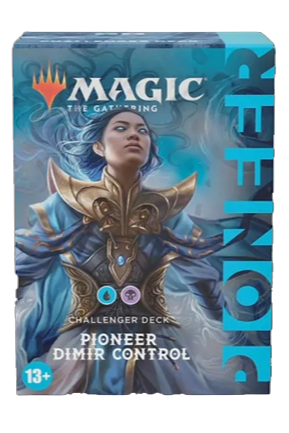 MAGIC
THE GATHERING
PIONEER
CHALLENGER DECK
PIONEER
DIMIR CONTROL
13+